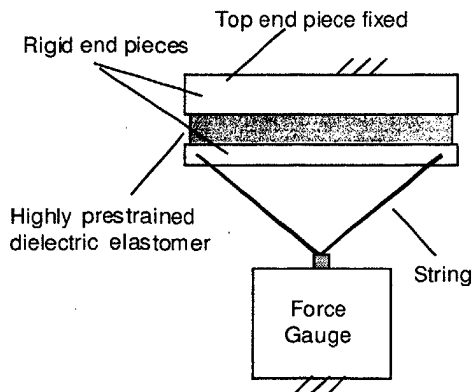 Top end piece fixed
Rigid end pieces
Highly prestrained
dielectric elastomer
String
Force
Gauge